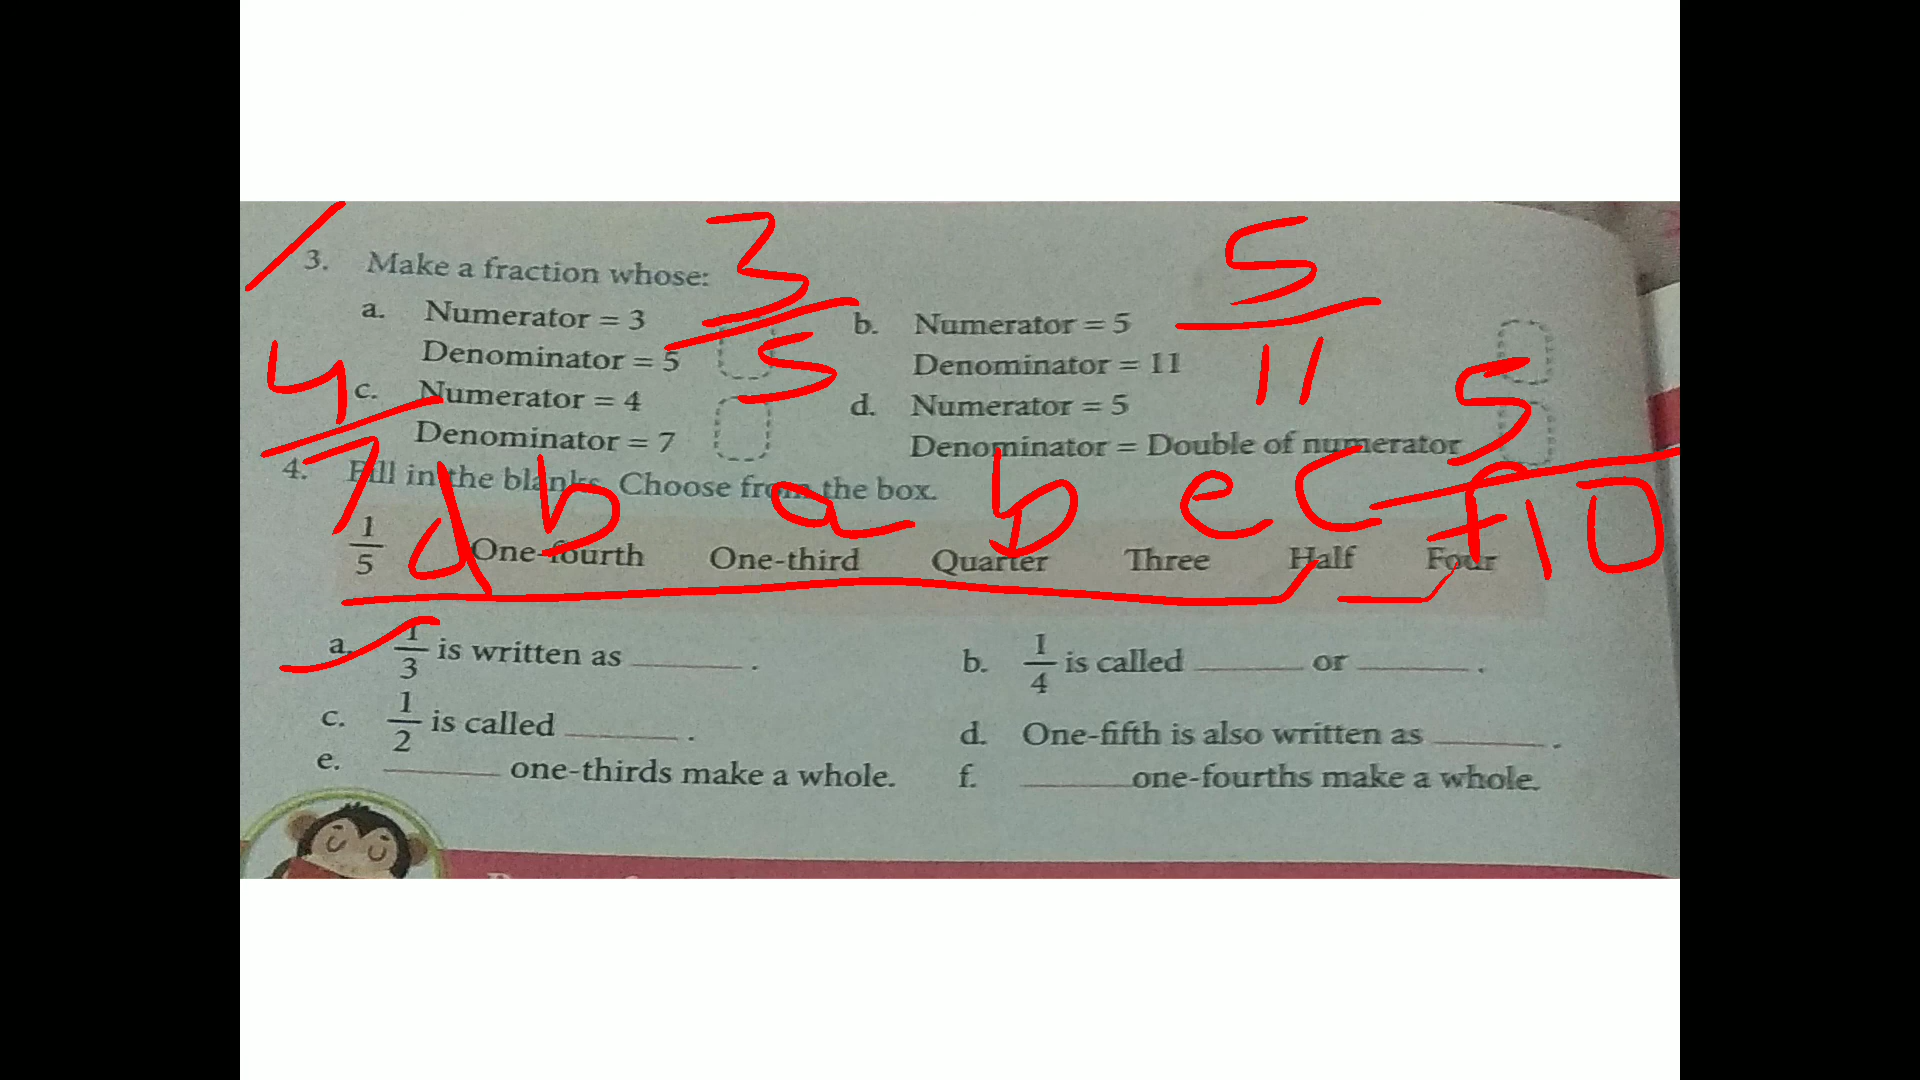 3. Make a fraction whose: 3/5 5/11
a. Numerator = 3 b. Numerator = 5
Denominator = 5 Denominator = 11
4/7 c. Numerator = 4 d. Numerator = 5 5/10
Denominator = 7 Denominator = Double of numerator
4. Fill in the blanks. Choose from the box.
d b a b e c f
1/5 One-fourth One-third Quarter Three Half Four
a. 1/3 is written as ______ . b. 1/4 is called ______ or ______ .
c. 1/2 is called ______ . d. One-fifth is also written as ______ .
e. ______ one-thirds make a whole. f. ______ one-fourths make a whole.